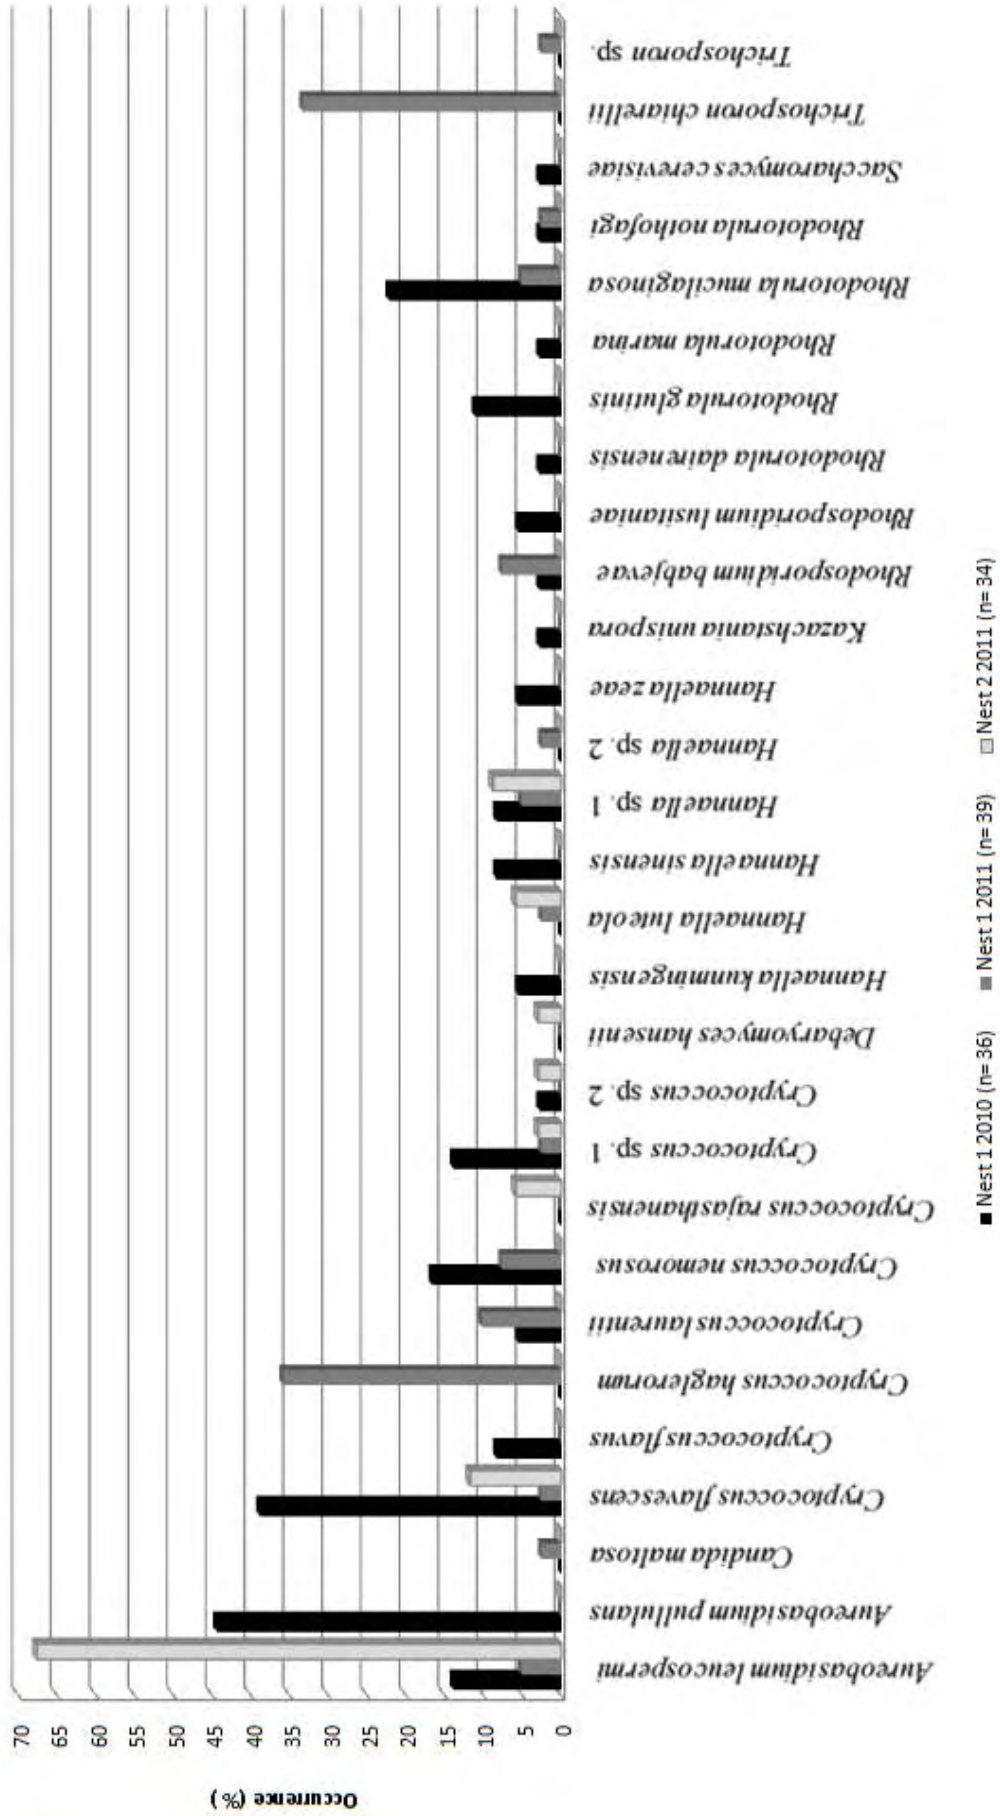 Trichosporon sp.
Trichosporon chiarellii
Saccharomyces cerevisiae
Rhodotorula nothofagi
Rhodotorula mucilaginosa
Rhodotorula marina
Rhodotorula glutinis
Rhodotorula dairenensis
Rhodosporidium lusitaniae
Rhodosporidium babjevae
Kazachstania unispora
Hannaella zeae
Hannaella sp. 2
Hannaella sp. 1
Hannaella sinensis
Hannaella luteola
Hannaella kunmingensis
Debaryomyces hansenii
Cryptococcus sp. 2
Cryptococcus sp. 1
Cryptococcus rajasthanensis
Cryptococcus nemorosus
Cryptococcus laurentii
Cryptococcus haglerorum
Cryptococcus flavus
Cryptococcus flavescens
Candida maltosa
Aureobasidium pullulans
Aureobasidium leucospermi
70
65
60
55
50
45
40
35
30
25
20
15
10
5
0
Occurrence (%)
Nest 1 2010 (n= 36)
Nest 1 2011 (n= 39)
Nest 2 2011 (n= 34)